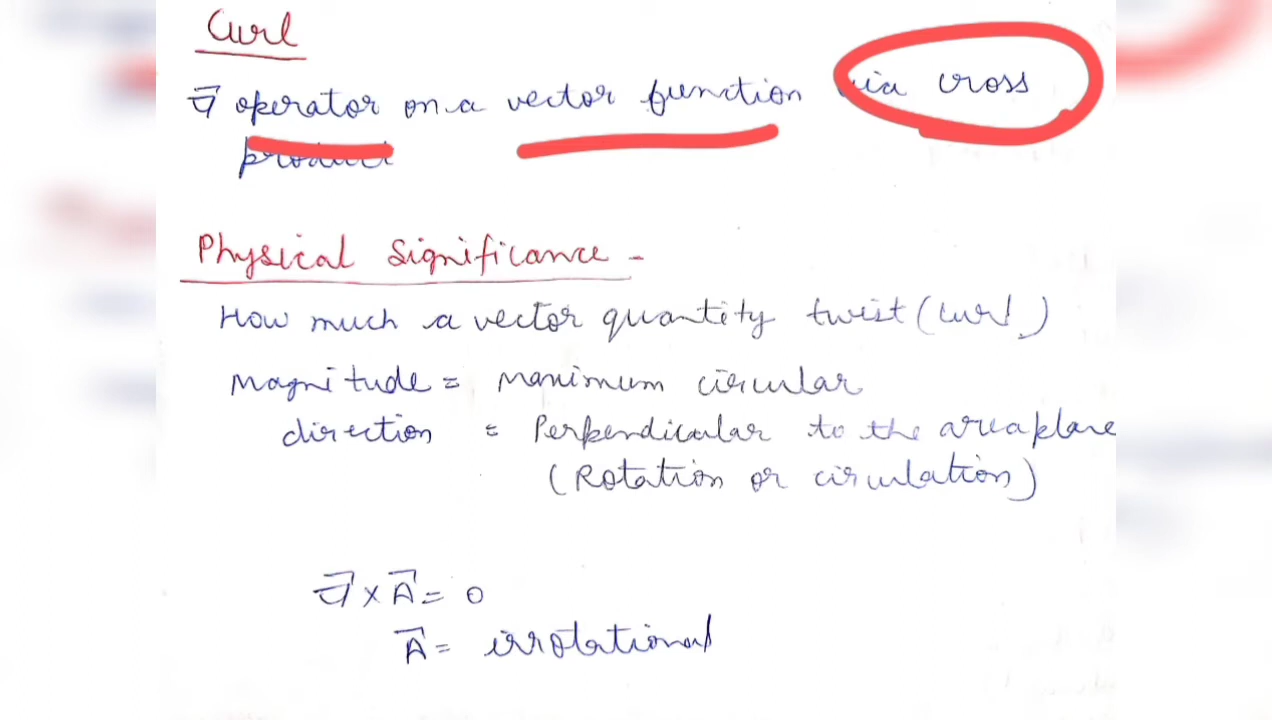 Curl
∇⃗ operator on a vector function via cross
product
Physical Significance -
How much a vector quantity twist (curl)
Magnitude = Maximum circular
direction = Perpendicular to the area plane
(Rotation or circulation)
∇⃗ × A⃗ = 0
A⃗ = irrotational